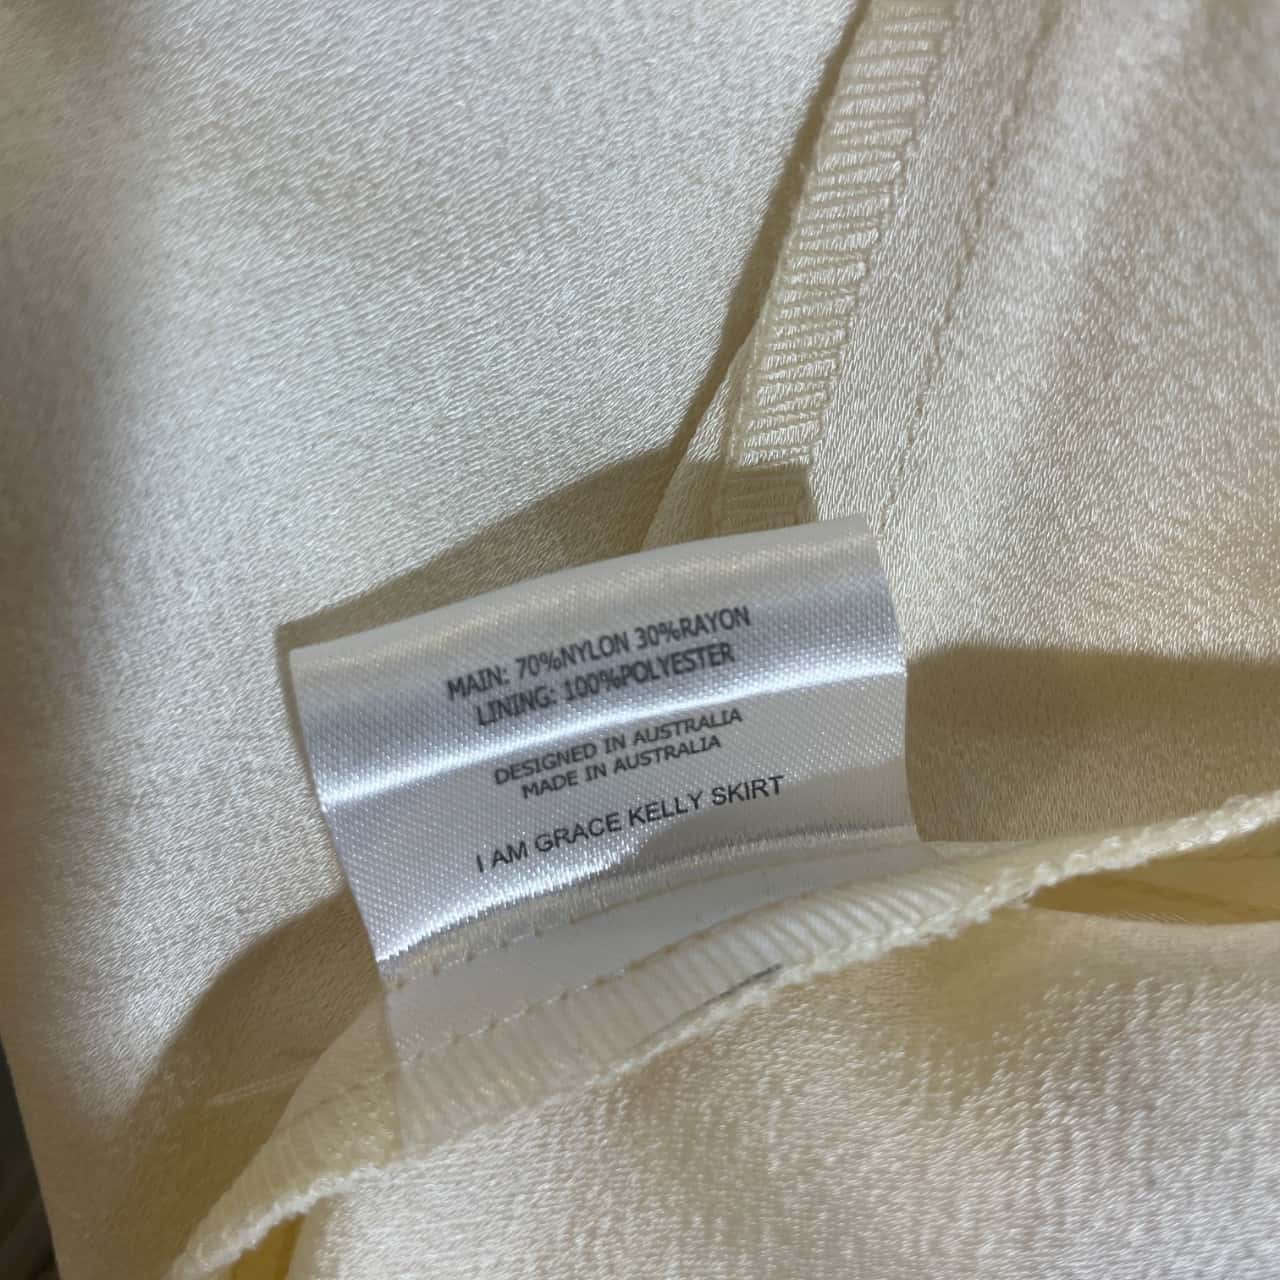 MAIN: 70%NYLON 30%RAYON
LINING: 100%POLYESTER
DESIGNED IN AUSTRALIA
MADE IN AUSTRALIA
I AM GRACE KELLY SKIRT